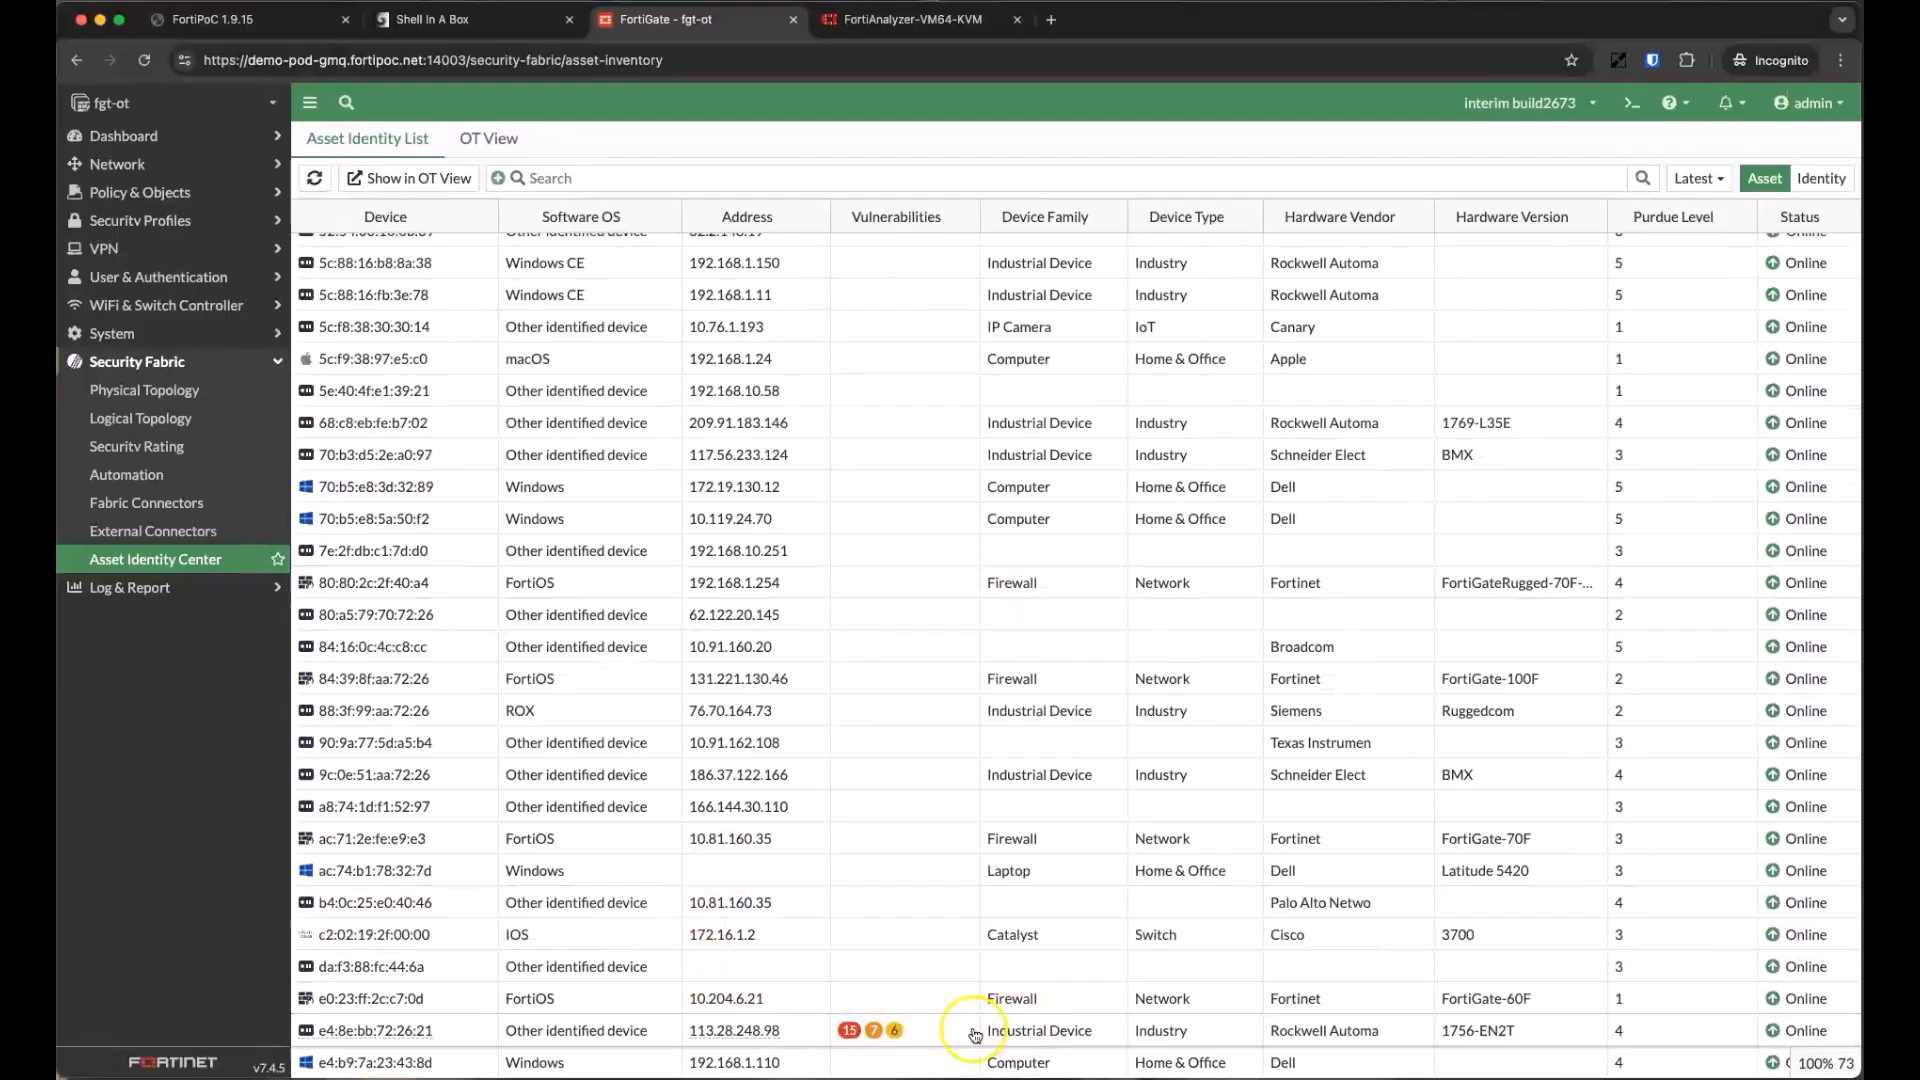 FortiPoC 1.9.15
Shell In A Box
FortiGate - fgt-ot
FortiAnalyzer-VM64-KVM
https://demo-pod-gmq.fortipoc.net:14003/security-fabric/asset-inventory
Incognito
fgt-ot
interim build2673
admin
Dashboard
Network
Policy & Objects
Security Profiles
VPN
User & Authentication
WiFi & Switch Controller
System
Security Fabric
Physical Topology
Logical Topology
Security Rating
Automation
Fabric Connectors
External Connectors
Asset Identity Center
Log & Report
FORTINET v7.4.5
Asset Identity List OT View
Show in OT View Search Latest Asset Identity
Device Software OS Address Vulnerabilities Device Family Device Type Hardware Vendor Hardware Version Purdue Level Status
5c:88:16:b8:8a:38 Windows CE 192.168.1.150 Industrial Device Industry Rockwell Automa 5 Online
5c:88:16:fb:3e:78 Windows CE 192.168.1.11 Industrial Device Industry Rockwell Automa 5 Online
5c:f8:38:30:30:14 Other identified device 10.76.1.193 IP Camera IoT Canary 1 Online
5c:f9:38:97:e5:c0 macOS 192.168.1.24 Computer Home & Office Apple 1 Online
5e:40:4f:e1:39:21 Other identified device 192.168.10.58 1 Online
68:c8:eb:fe:b7:02 Other identified device 209.91.183.146 Industrial Device Industry Rockwell Automa 1769-L35E 4 Online
70:b3:d5:2e:a0:97 Other identified device 117.56.233.124 Industrial Device Industry Schneider Elect BMX 3 Online
70:b5:e8:3d:32:89 Windows 172.19.130.12 Computer Home & Office Dell 5 Online
70:b5:e8:5a:50:f2 Windows 10.119.24.70 Computer Home & Office Dell 5 Online
7e:2f:db:c1:7d:d0 Other identified device 192.168.10.251 3 Online
80:80:2c:2f:40:a4 FortiOS 192.168.1.254 Firewall Network Fortinet FortiGateRugged-70F-... 4 Online
80:a5:79:70:72:26 Other identified device 62.122.20.145 2 Online
84:16:0c:4c:c8:cc Other identified device 10.91.160.20 Broadcom 5 Online
84:39:8f:aa:72:26 FortiOS 131.221.130.46 Firewall Network Fortinet FortiGate-100F 2 Online
88:3f:99:aa:72:26 ROX 76.70.164.73 Industrial Device Industry Siemens Ruggedcom 2 Online
90:9a:77:5d:a5:b4 Other identified device 10.91.162.108 Texas Instrumen 3 Online
9c:0e:51:aa:72:26 Other identified device 186.37.122.166 Industrial Device Industry Schneider Elect BMX 4 Online
a8:74:1d:f1:52:97 Other identified device 166.144.30.110 3 Online
ac:71:2e:fe:e9:e3 FortiOS 10.81.160.35 Firewall Network Fortinet FortiGate-70F 3 Online
ac:74:b1:78:32:7d Windows Laptop Home & Office Dell Latitude 5420 3 Online
b4:0c:25:e0:40:46 Other identified device 10.81.160.35 Palo Alto Netwo 4 Online
c2:02:19:2f:00:00 IOS 172.16.1.2 Catalyst Switch Cisco 3700 3 Online
da:f3:88:fc:44:6a Other identified device 3 Online
e0:23:ff:2c:c7:0d FortiOS 10.204.6.21 Firewall Network Fortinet FortiGate-60F 1 Online
e4:8e:bb:72:26:21 Other identified device 113.28.248.98 15 7 6 Industrial Device Industry Rockwell Automa 1756-EN2T 4 Online
e4:b9:7a:23:43:8d Windows 192.168.1.110 Computer Home & Office Dell 4
100% 73